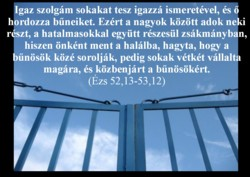 Igaz szolgám sokakat tesz igazzá ismeretével, és ő
hordozza bűneiket. Ezért a nagyok között adok neki
részt, a hatalmasokkal együtt részesül zsákmányban,
hiszen önként ment a halálba, hagyta, hogy a
bűnösök közé sorolják, pedig sokak vétkét vállalta
magára, és közbenjárt a bűnösökért.
(Ézs 52,13-53,12)